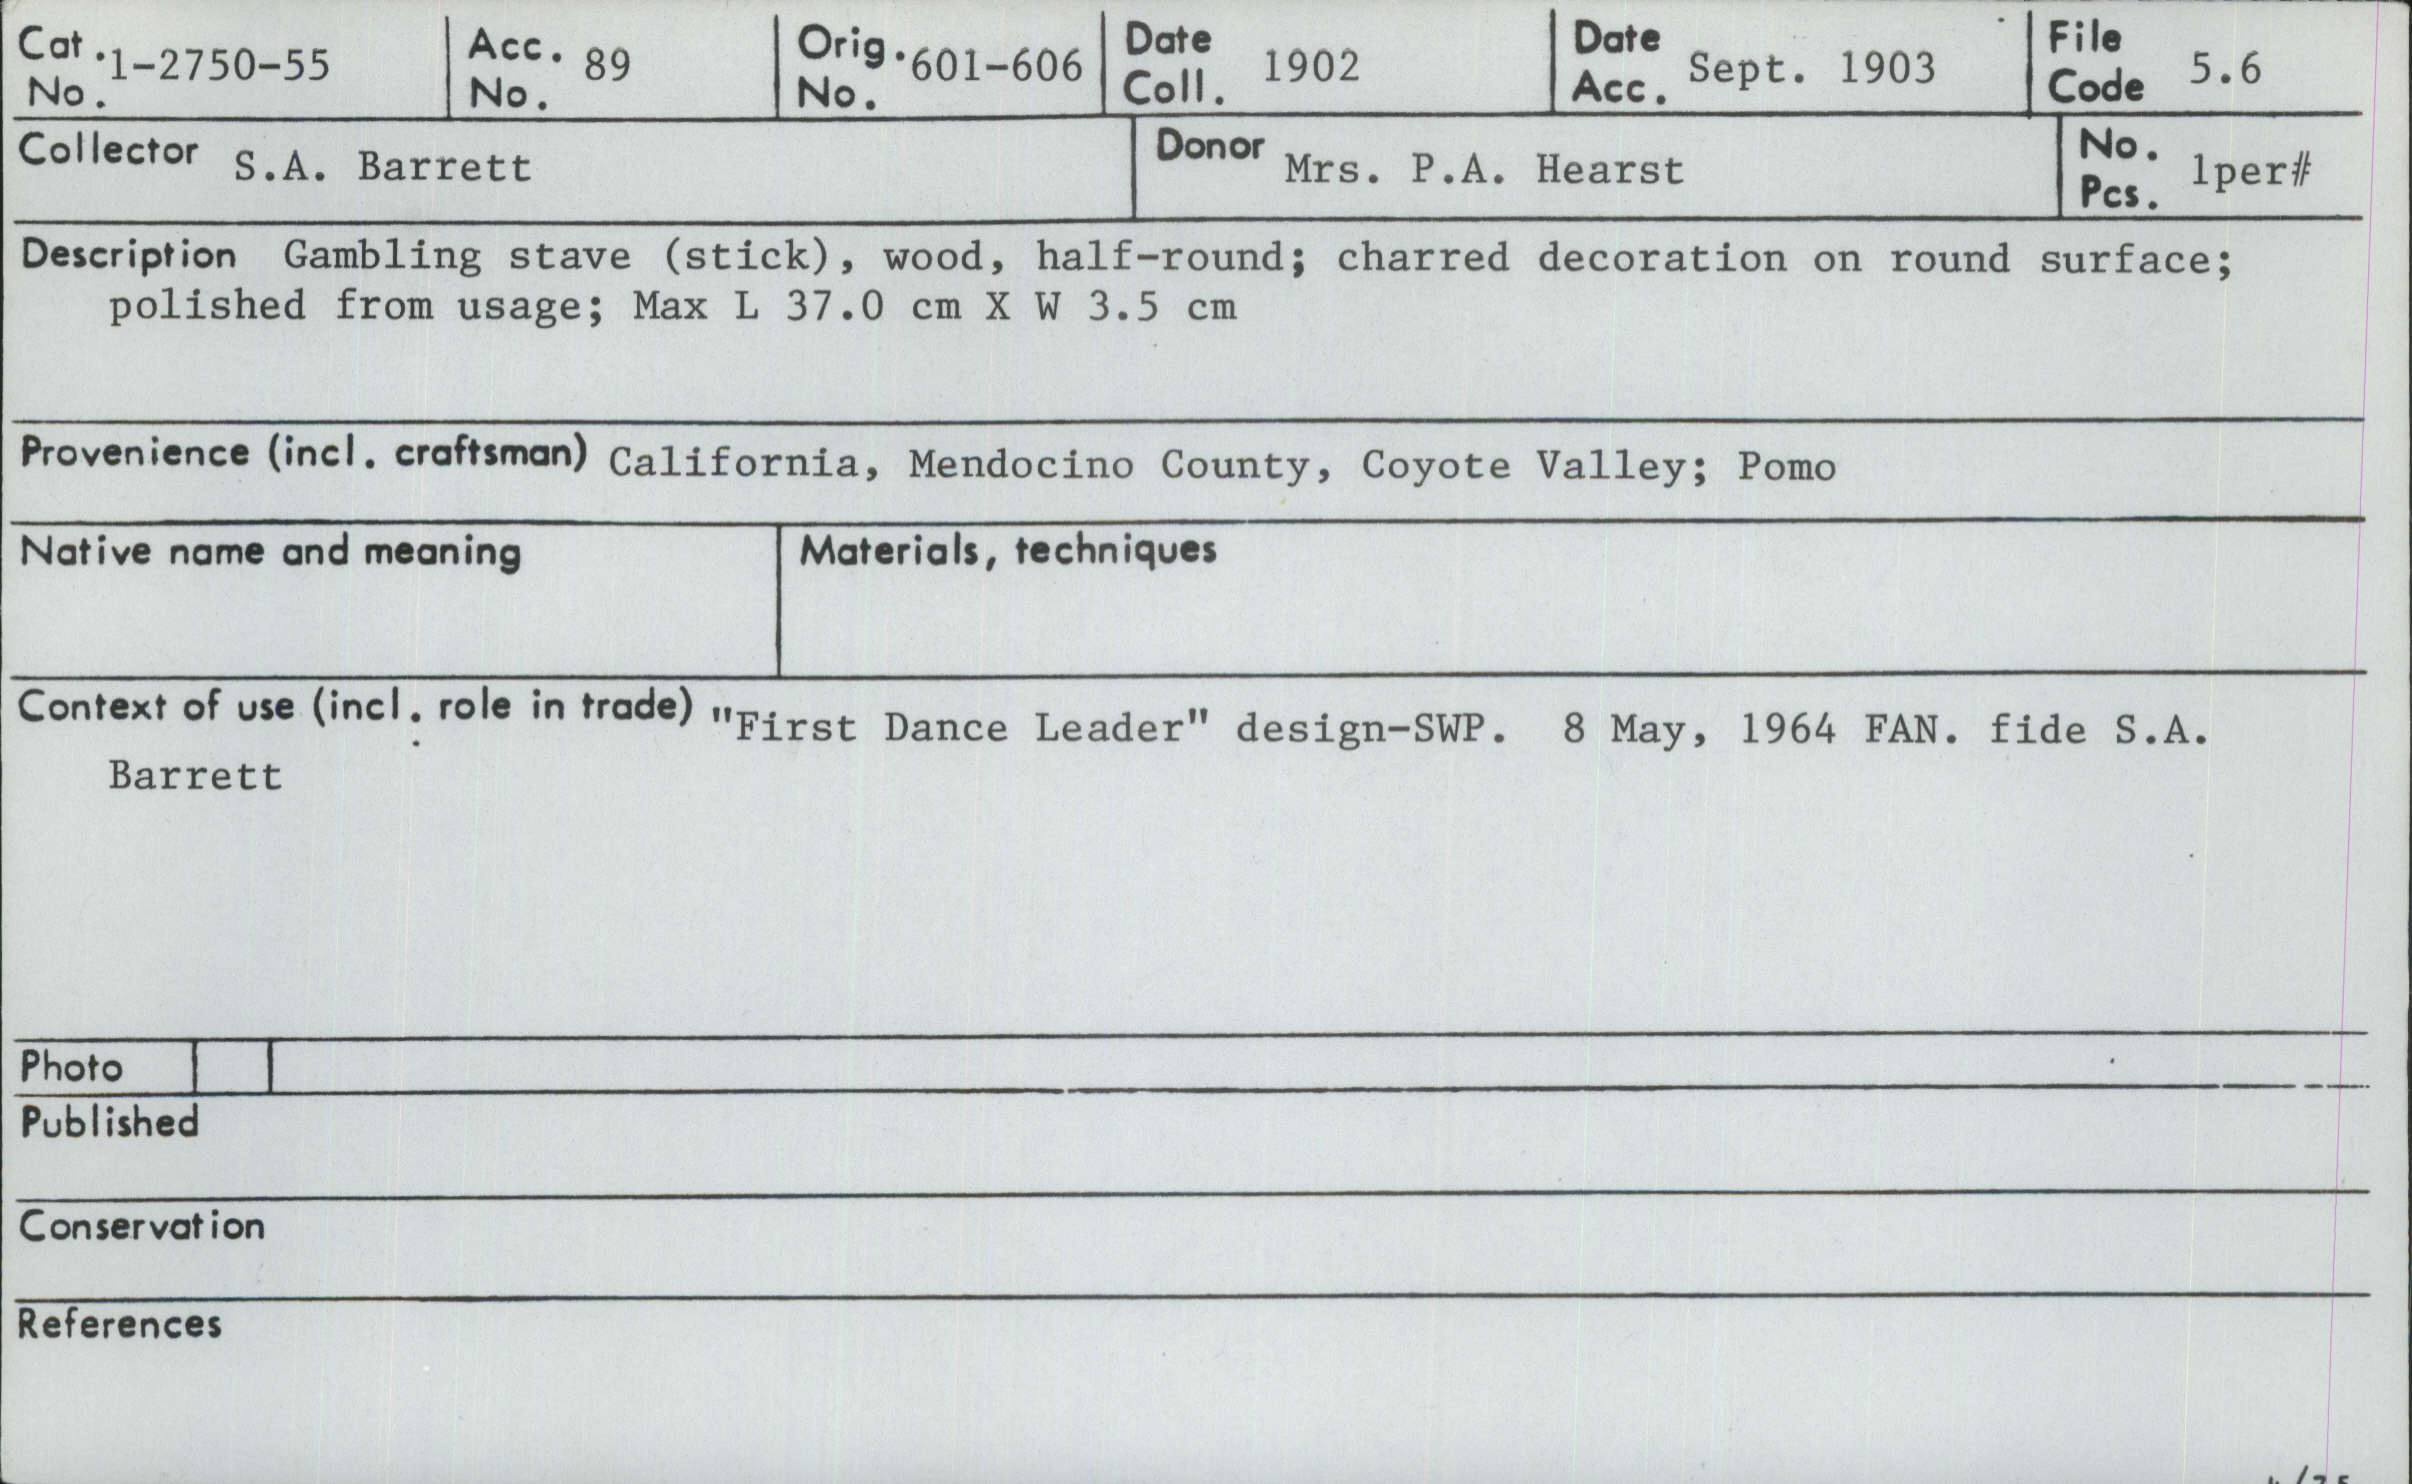 Cat. No. 1-2750-55
Acc. No. 89
Orig. No. 601-606
Date Coll. 1902
Date Acc. Sept. 1903
File Code 5.6
Collector S.A. Barrett
Donor Mrs. P.A. Hearst
No. Pcs. 1per#
Description Gambling stave (stick), wood, half-round; charred decoration on round surface;
polished from usage; Max L 37.0 cm X W 3.5 cm
Provenience (incl. craftsman) California, Mendocino County, Coyote Valley; Pomo
Native name and meaning
Materials, techniques
Context of use (incl. role in trade) "First Dance Leader" design-SWP. 8 May, 1964 FAN. fide S.A.
Barrett
Photo
Published
Conservation
References